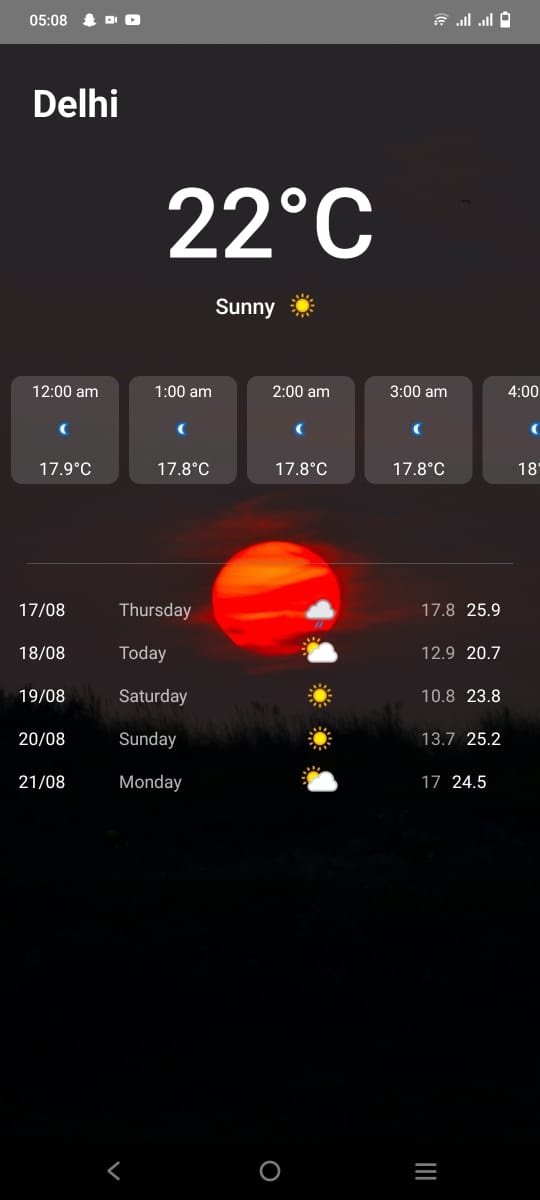 05:08
Delhi
22°C
Sunny
12:00 am 1:00 am 2:00 am 3:00 am 4:00
17.9°C 17.8°C 17.8°C 17.8°C 18°
17/08 Thursday 17.8 25.9
18/08 Today 12.9 20.7
19/08 Saturday 10.8 23.8
20/08 Sunday 13.7 25.2
21/08 Monday 17 24.5